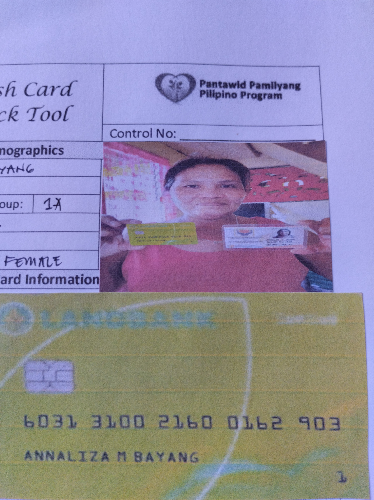 sh Card
ck Tool
Pantawid Pamilyang
Pilipino Program
Control No:
mographics
YANG
oup: 1A
FEMALE
ard Information
LANDBANK
6031 3100 2160 0162 903
ANNALIZA M BAYANG
1